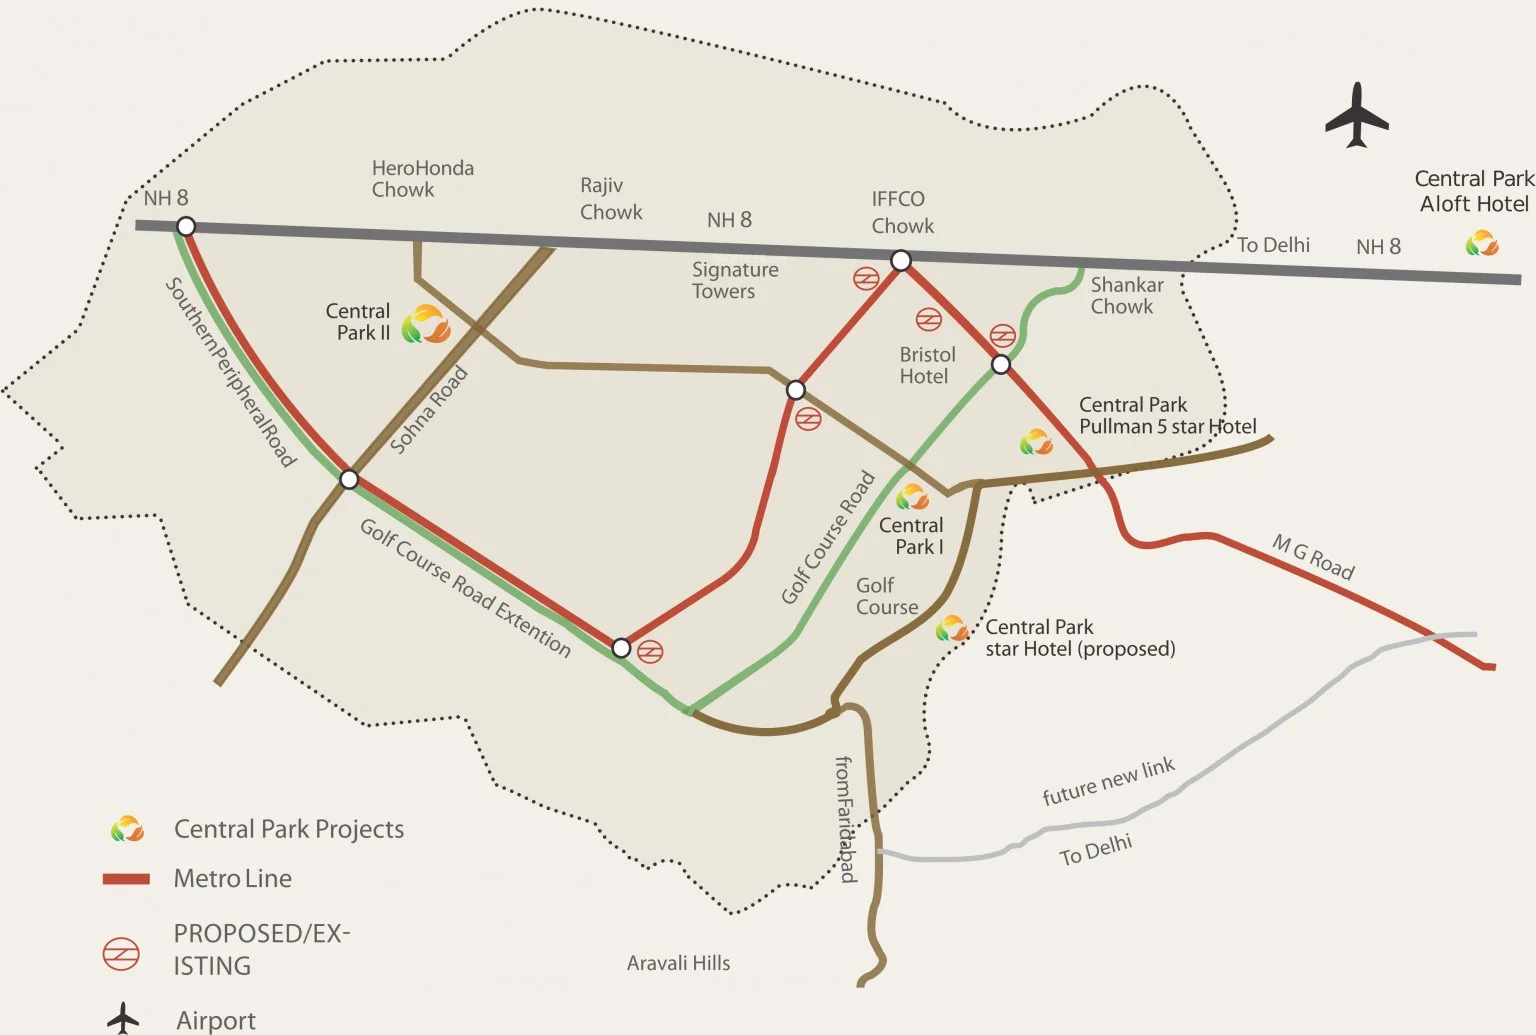 Central Park
Aloft Hotel
HeroHonda
Chowk
Rajiv
Chowk
NH 8
NH 8
IFFCO
Chowk
To Delhi
NH 8
Signature
Towers
Shankar
Chowk
Central
Park II
SouthernPeripheralRoad
Sohna Road
Bristol
Hotel
Central Park
Pullman 5 star Hotel
Golf Course Road
Central
Park I
Golf Course Road Extention
Golf
Course
M G Road
Central Park
star Hotel (proposed)
fromFaridabad
future new link
To Delhi
Central Park Projects
Metro Line
PROPOSED/EX-
ISTING
Airport
Aravali Hills